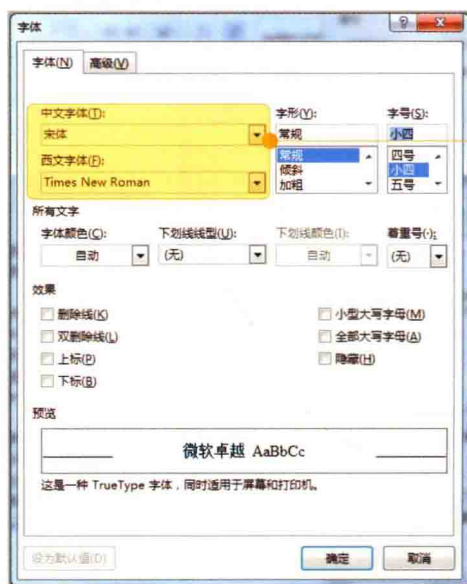 字体
字体(N) 高级(V)
中文字体(T): 字形(Y): 字号(S):
宋体 常规 小四
常规 四号
西文字体(F): 倾斜 小四
Times New Roman 加粗 五号
所有文字
字体颜色(C): 下划线线型(U): 下划线颜色(I): 着重号(·):
自动 (无) 自动 (无)
效果
删除线(K) 小型大写字母(M)
双删除线(L) 全部大写字母(A)
上标(P) 隐藏(H)
下标(B)
预览
微软卓越 AaBbCc
这是一种 TrueType 字体，同时适用于屏幕和打印机。
设为默认值(D) 确定 取消